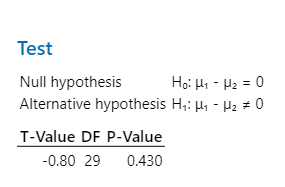 Test
Null hypothesis H₀: μ₁ - µ₂ = 0
Alternative hypothesis H₁: μ₁ - µ₂ ≠ 0
T-Value DF P-Value
-0.80 29 0.430